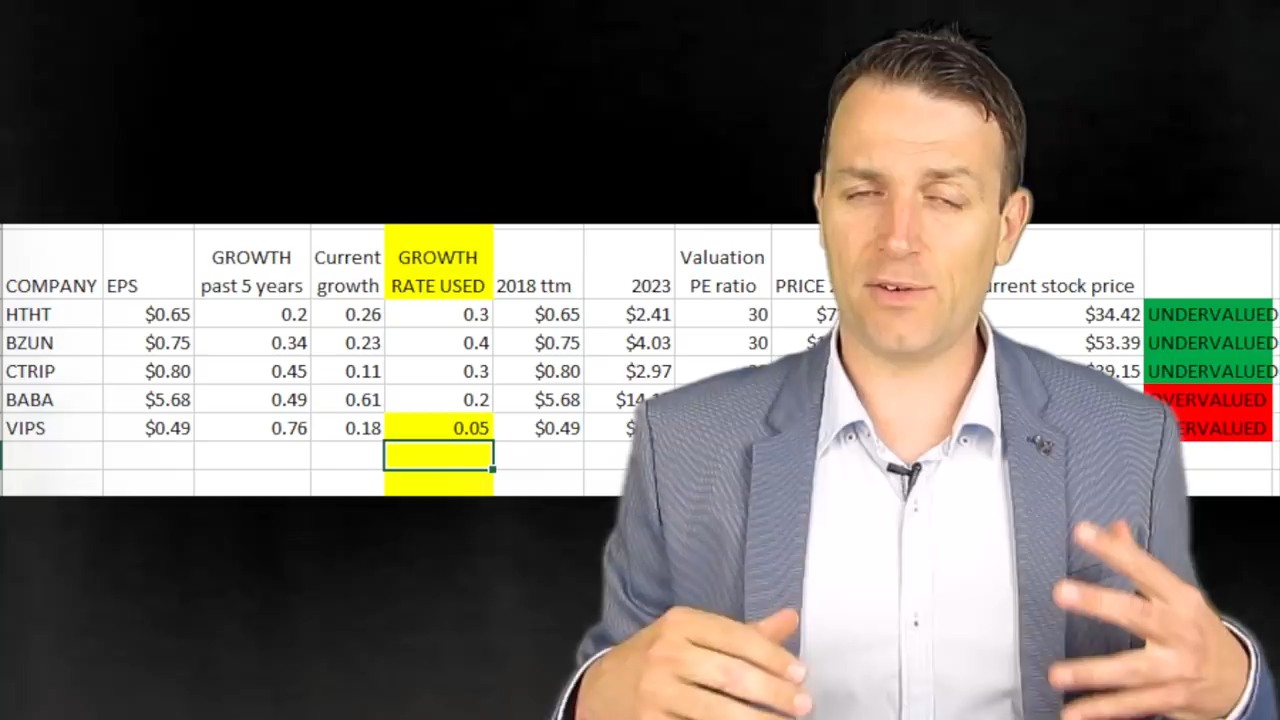 GROWTH Current GROWTH Valuation
COMPANY EPS past 5 years growth RATE USED 2018 ttm 2023 PE ratio PRICE stock price
HTHT $0.65 0.2 0.26 0.3 $0.65 $2.41 30 $34.42 UNDERVALUED
BZUN $0.75 0.34 0.23 0.4 $0.75 $4.03 30 $53.39 UNDERVALUED
CTRIP $0.80 0.45 0.11 0.3 $0.80 $2.97 UNDERVALUED
BABA $5.68 0.49 0.61 0.2 $5.68
VIPS $0.49 0.76 0.18 0.05 $0.49